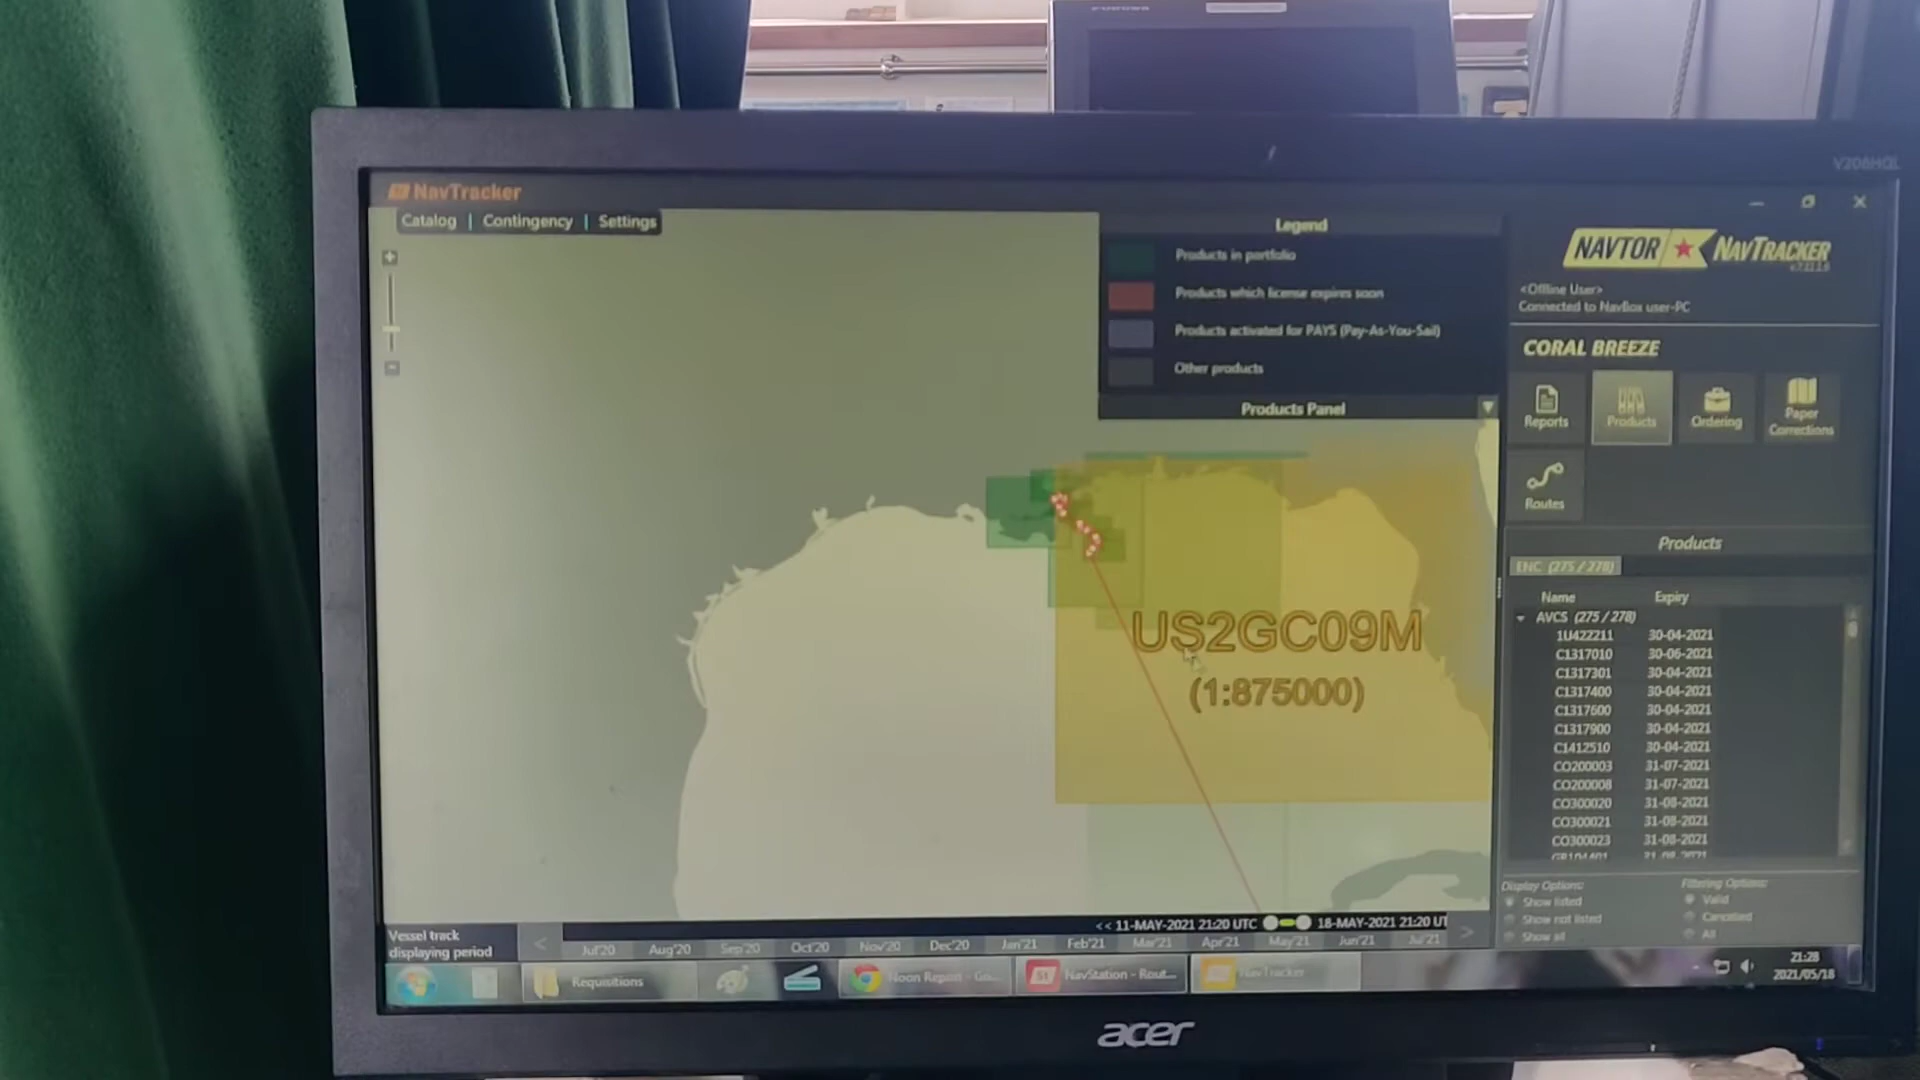 V206HQL
NavTracker
Catalog | Contingency | Settings
Legend
Products in portfolio
Products which license expires soon
Products activated for PAYS (Pay-As-You-Sail)
Other products
Products Panel
US2GC09M
(1:875000)
NAVTOR NAVTRACKER
<Offline User>
Connected to NavBox user-PC
CORAL BREEZE
Reports
Products
Ordering
Paper Corrections
Routes
Products
ENC (275 / 278)
Name Expiry
AVCS (275 / 278)
1U422211 30-04-2021
C1317010 30-06-2021
C1317301 30-04-2021
C1317400 30-04-2021
C1317600 30-04-2021
C1317900 30-04-2021
C1412510 30-04-2021
CO200003 31-07-2021
CO200008 31-07-2021
CO300020 31-08-2021
CO300021 31-08-2021
CO300023 31-08-2021
Display Options:
Show listed
Show not listed
Show all
Filtering Options:
Valid
Cancelled
All
<< 11-MAY-2021 21:20 UTC 18-MAY-2021 21:20 UT
Vessel track
displaying period
< Jul'20 Aug'20 Sep'20 Oct'20 Nov'20 Dec'20 Jan'21 Feb'21 Mar'21 Apr'21 May'21 Jun'21 Jul'21 >
Requisitions
Noon Report - Go...
NavStation - Rout...
NavTracker
21:28
2021/05/18
acer